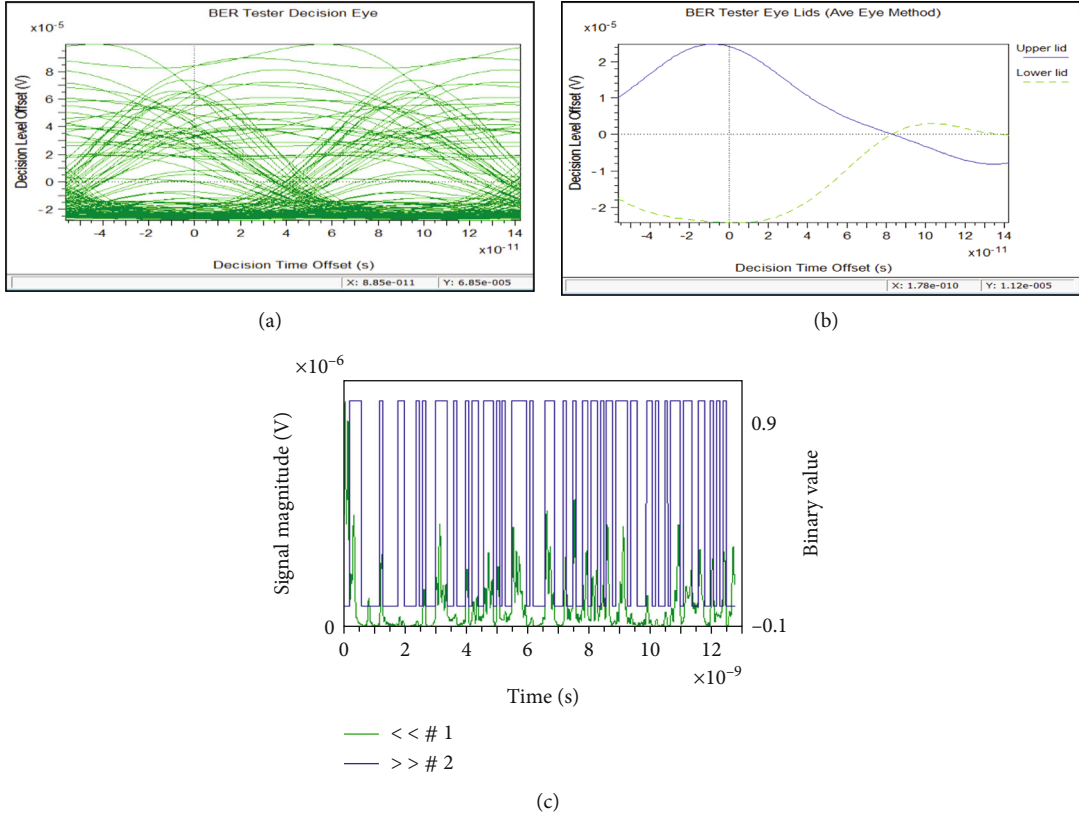 BER Tester Decision Eye
×10⁻⁵
8
6
4
2
0
−2
Decision Level Offset (V)
-4 -2 0 2 4 6 8 10 12 14
×10⁻¹¹
Decision Time Offset (s)
X: 8.85e-011 Y: 6.85e-005
(a)
BER Tester Eye Lids (Ave Eye Method)
×10⁻⁵
2
1
0
-1
-2
Decision Level Offset (V)
-4 -2 0 2 4 6 8 10 12 14
×10⁻¹¹
Decision Time Offset (s)
Upper lid
Lower lid
X: 1.78e-010 Y: 1.12e-005
(b)
×10⁻⁶
Signal magnitude (V)
0
0.9
−0.1
Binary value
0 2 4 6 8 10 12
×10⁻⁹
Time (s)
< < # 1
> > # 2
(c)